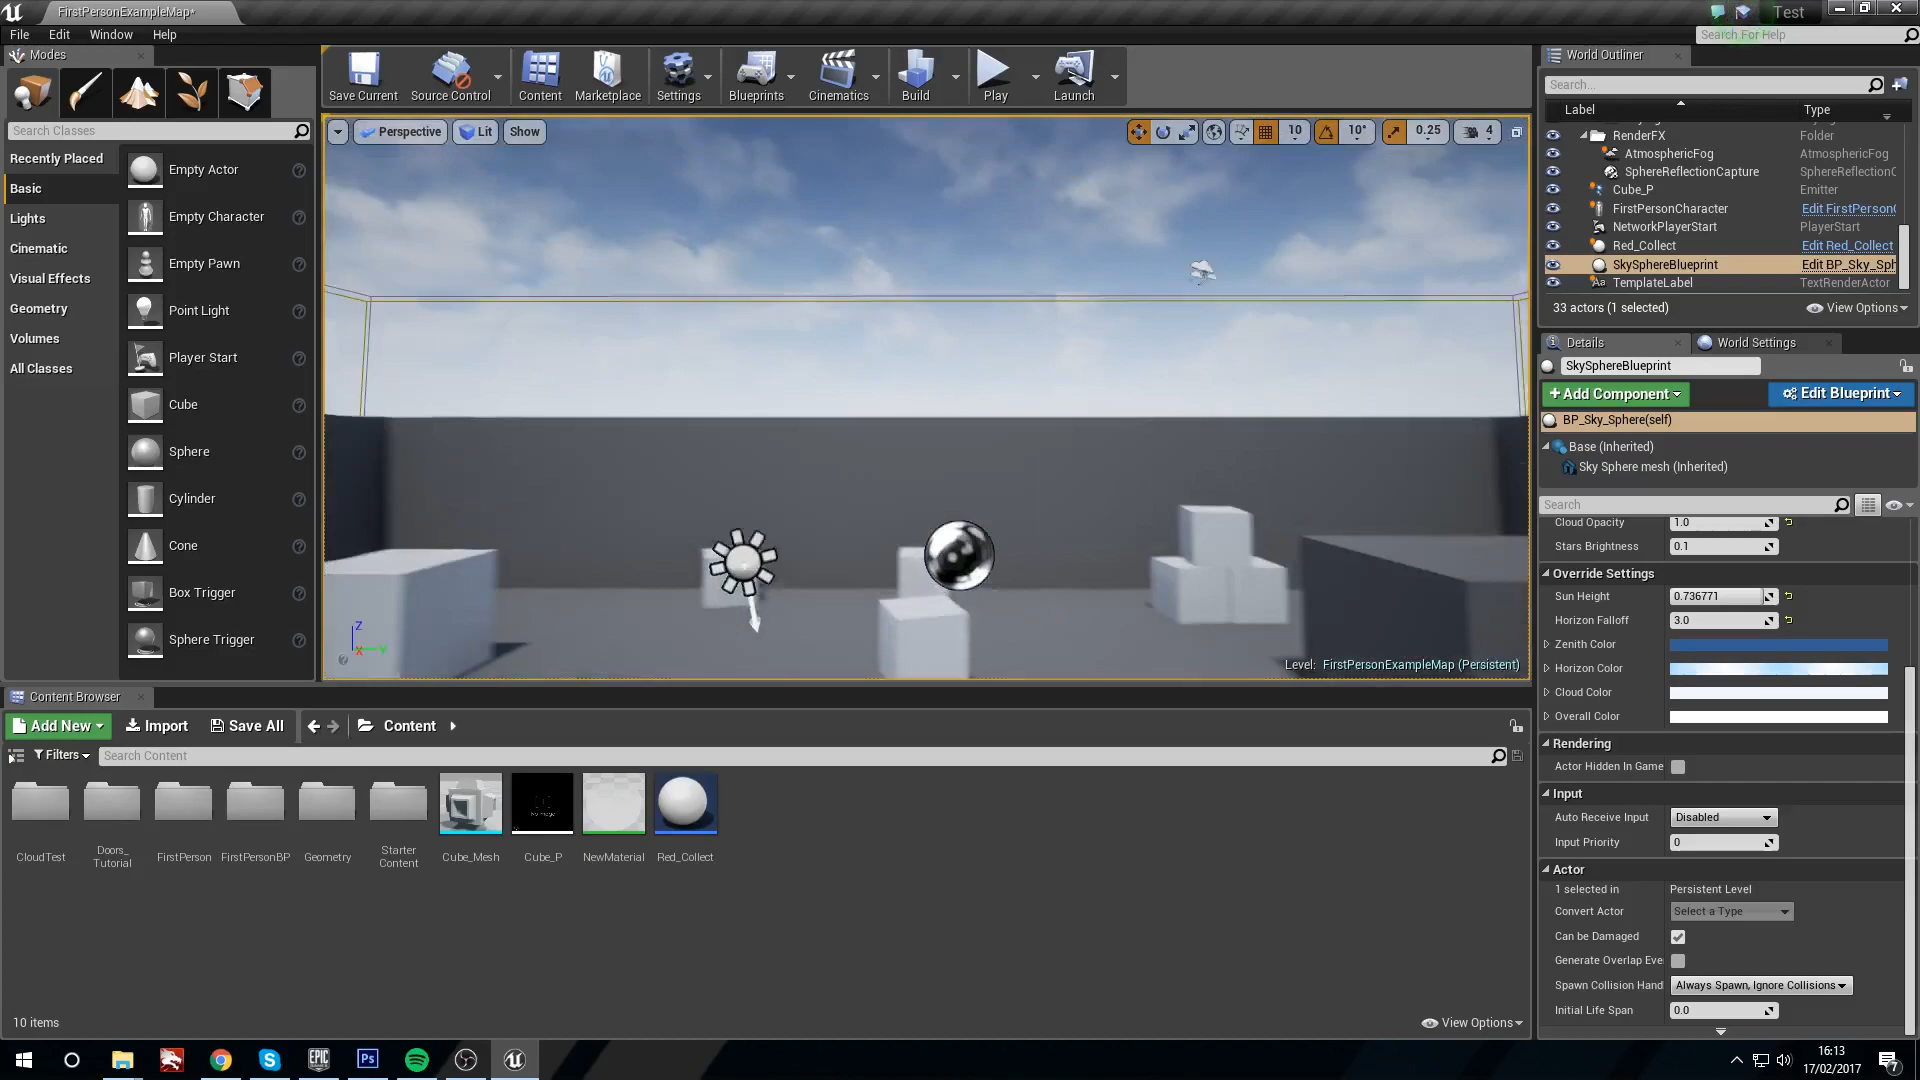 FirstPersonExampleMap*
Test
File Edit Window Help
Search For Help
Modes
Search Classes
Recently Placed
Basic
Lights
Cinematic
Visual Effects
Geometry
Volumes
All Classes
Empty Actor
Empty Character
Empty Pawn
Point Light
Player Start
Cube
Sphere
Cylinder
Cone
Box Trigger
Sphere Trigger
Save Current
Source Control
Content
Marketplace
Settings
Blueprints
Cinematics
Build
Play
Launch
Perspective
Lit
Show
10
10°
0.25
4
Z
X
Y
Level: FirstPersonExampleMap (Persistent)
World Outliner
Search...
Label Type
RenderFX Folder
AtmosphericFog AtmosphericFog
SphereReflectionCapture SphereReflectionC
Cube_P Emitter
FirstPersonCharacter Edit FirstPerson
NetworkPlayerStart PlayerStart
Red_Collect Edit Red_Collect
SkySphereBlueprint Edit BP_Sky_Sph
TemplateLabel TextRenderActor
33 actors (1 selected)
View Options
Details
World Settings
SkySphereBlueprint
+Add Component
Edit Blueprint
BP_Sky_Sphere(self)
Base (Inherited)
Sky Sphere mesh (Inherited)
Search
Cloud Opacity 1.0
Stars Brightness 0.1
Override Settings
Sun Height 0.736771
Horizon Falloff 3.0
Zenith Color
Horizon Color
Cloud Color
Overall Color
Rendering
Actor Hidden In Game
Input
Auto Receive Input Disabled
Input Priority 0
Actor
1 selected in Persistent Level
Convert Actor Select a Type
Can be Damaged
Generate Overlap Eve
Spawn Collision Hand Always Spawn, Ignore Collisions
Initial Life Span 0.0
Content Browser
Add New
Import
Save All
Content
Filters
Search Content
CloudTest
Doors_
Tutorial
FirstPerson
FirstPersonBP
Geometry
Starter
Content
Cube_Mesh
Cube_P
NewMaterial
Red_Collect
10 items
View Options
EPIC
Ps
16:13
17/02/2017
7